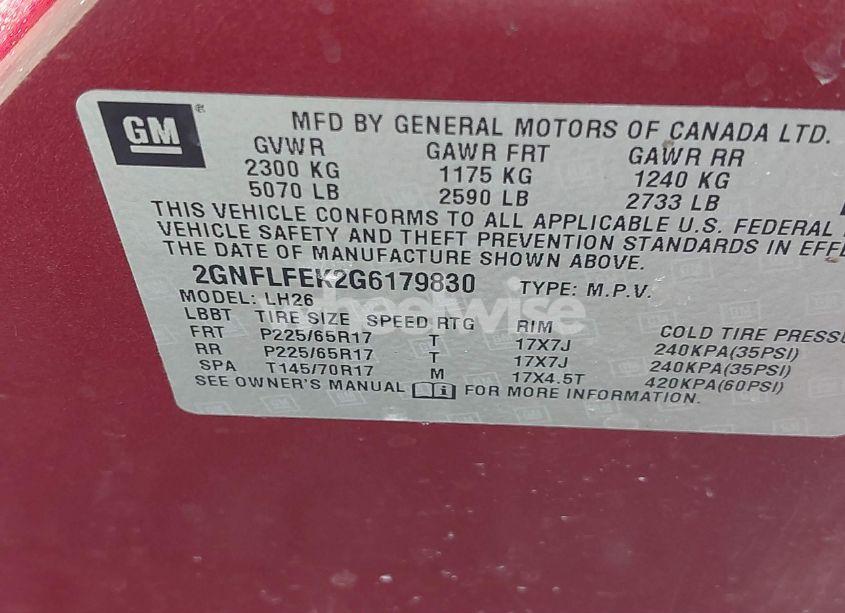 GM ®
MFD BY GENERAL MOTORS OF CANADA LTD.
GVWR GAWR FRT GAWR RR
2300 KG 1175 KG 1240 KG
5070 LB 2590 LB 2733 LB
THIS VEHICLE CONFORMS TO ALL APPLICABLE U.S. FEDERAL
VEHICLE SAFETY AND THEFT PREVENTION STANDARDS IN EFFE
THE DATE OF MANUFACTURE SHOWN ABOVE.
2GNFLFEK2G6179830 TYPE: M.P.V.
MODEL: LH26
wheelwise
LBBT TIRE SIZE SPEED RTG RIM COLD TIRE PRESSU
FRT P225/65R17 T 17X7J 240KPA(35PSI)
RR P225/65R17 T 17X7J 240KPA(35PSI)
SPA T145/70R17 M 17X4.5T 420KPA(60PSI)
SEE OWNER'S MANUAL FOR MORE INFORMATION.